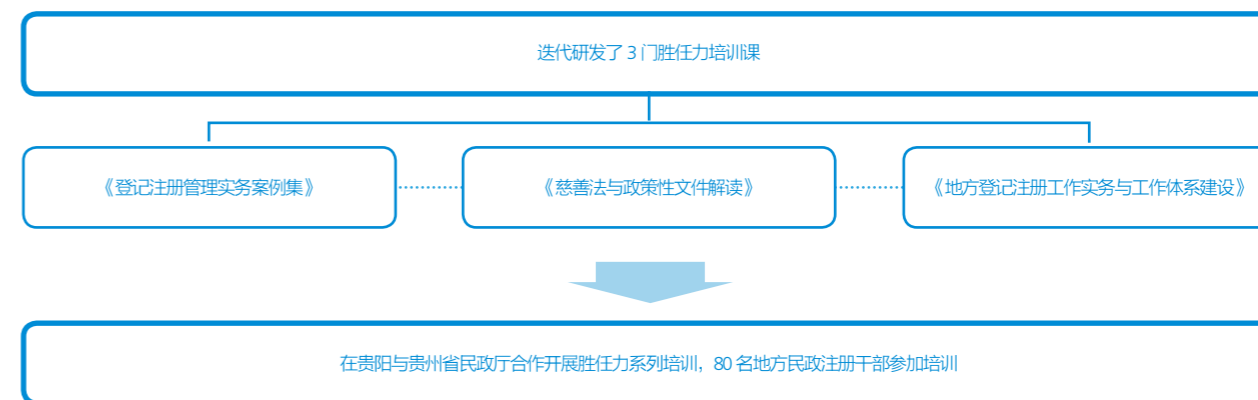 迭代研发了 3 门胜任力培训课
《登记注册管理实务案例集》
《慈善法与政策性文件解读》
《地方登记注册工作实务与工作体系建设》
在贵阳与贵州省民政厅合作开展胜任力系列培训，80 名地方民政注册干部参加培训